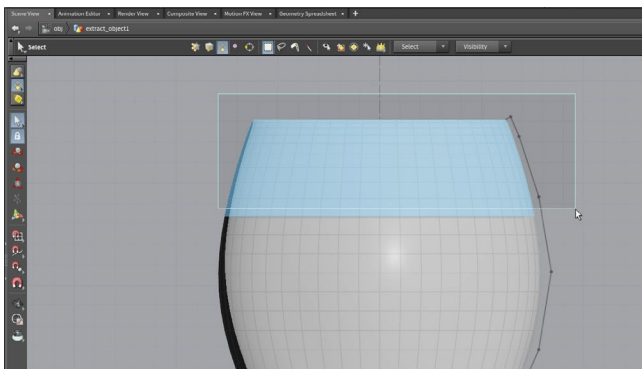 Scene View Animation Editor Render View Composite View Motion FX View Geometry Spreadsheet
obj extract_object1
Select Select Visibility